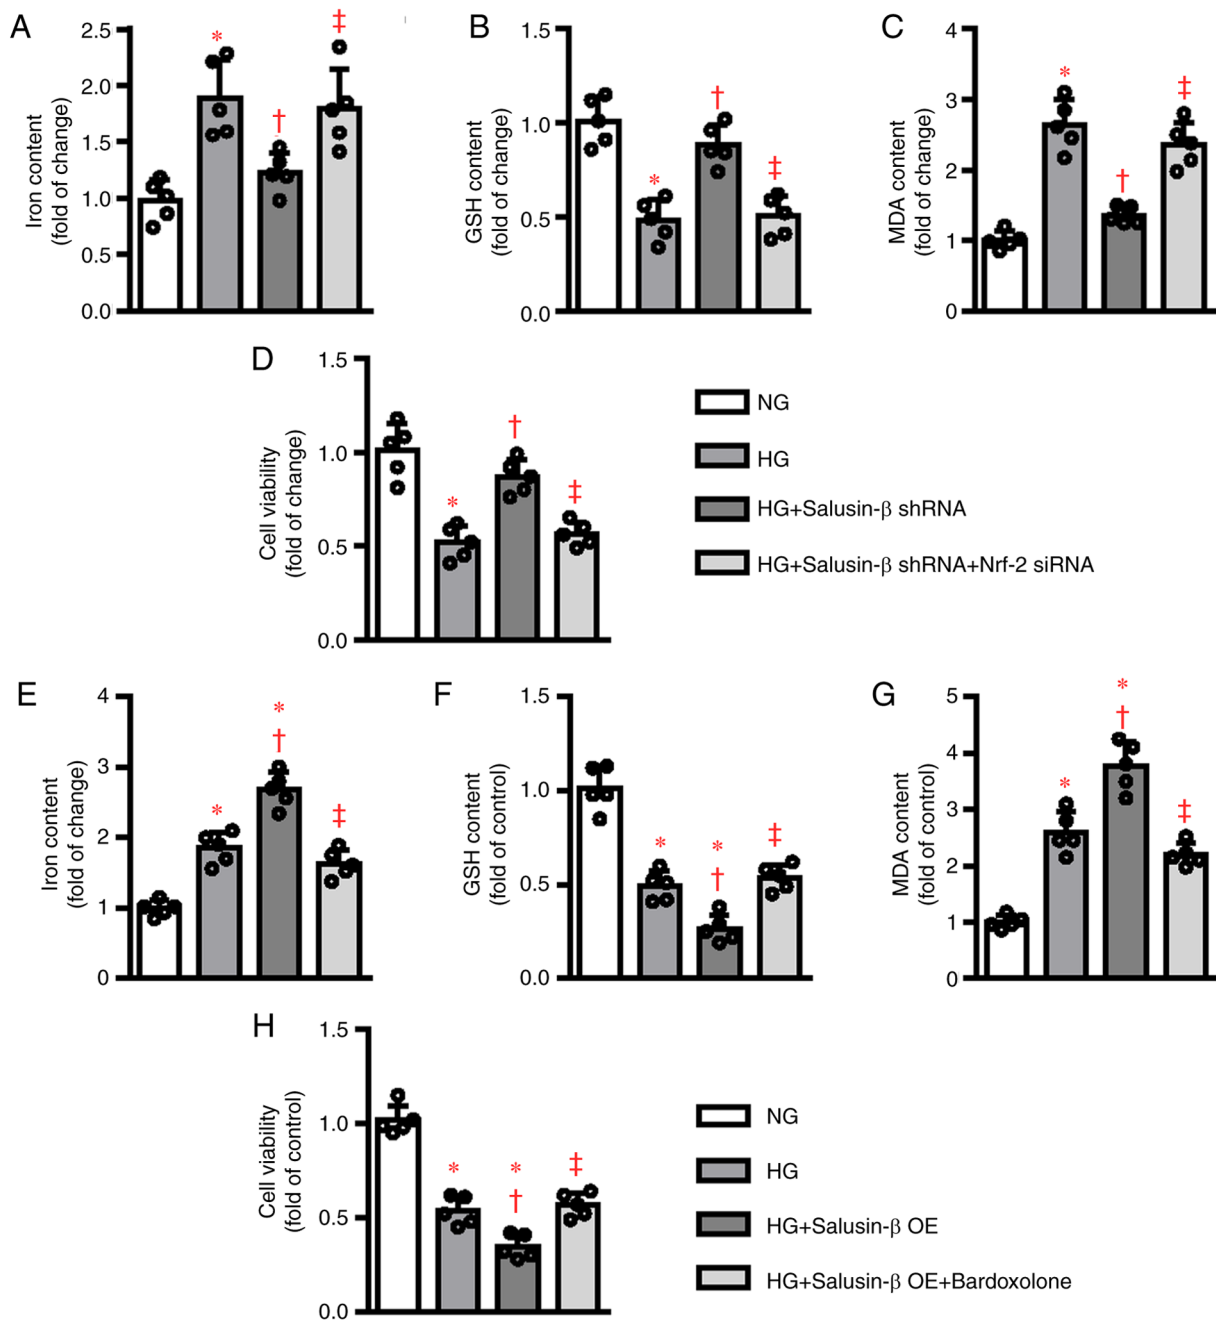 A
Iron content
(fold of change)
2.5
2.0
1.5
1.0
0.5
0.0
*
†
‡
B
GSH content
(fold of change)
1.5
1.0
0.5
0.0
*
†
‡
C
MDA content
(fold of change)
4
3
2
1
0
*
†
‡
D
Cell viability
(fold of change)
1.5
1.0
0.5
0.0
*
†
‡
NG
HG
HG+Salusin-β shRNA
HG+Salusin-β shRNA+Nrf-2 siRNA
E
Iron content
(fold of change)
4
3
2
1
0
*
*
†
‡
F
GSH content
(fold of control)
1.5
1.0
0.5
0.0
*
*
†
‡
G
MDA content
(fold of control)
5
4
3
2
1
0
*
*
†
‡
H
Cell viability
(fold of control)
1.5
1.0
0.5
0.0
*
*
†
‡
NG
HG
HG+Salusin-β OE
HG+Salusin-β OE+Bardoxolone